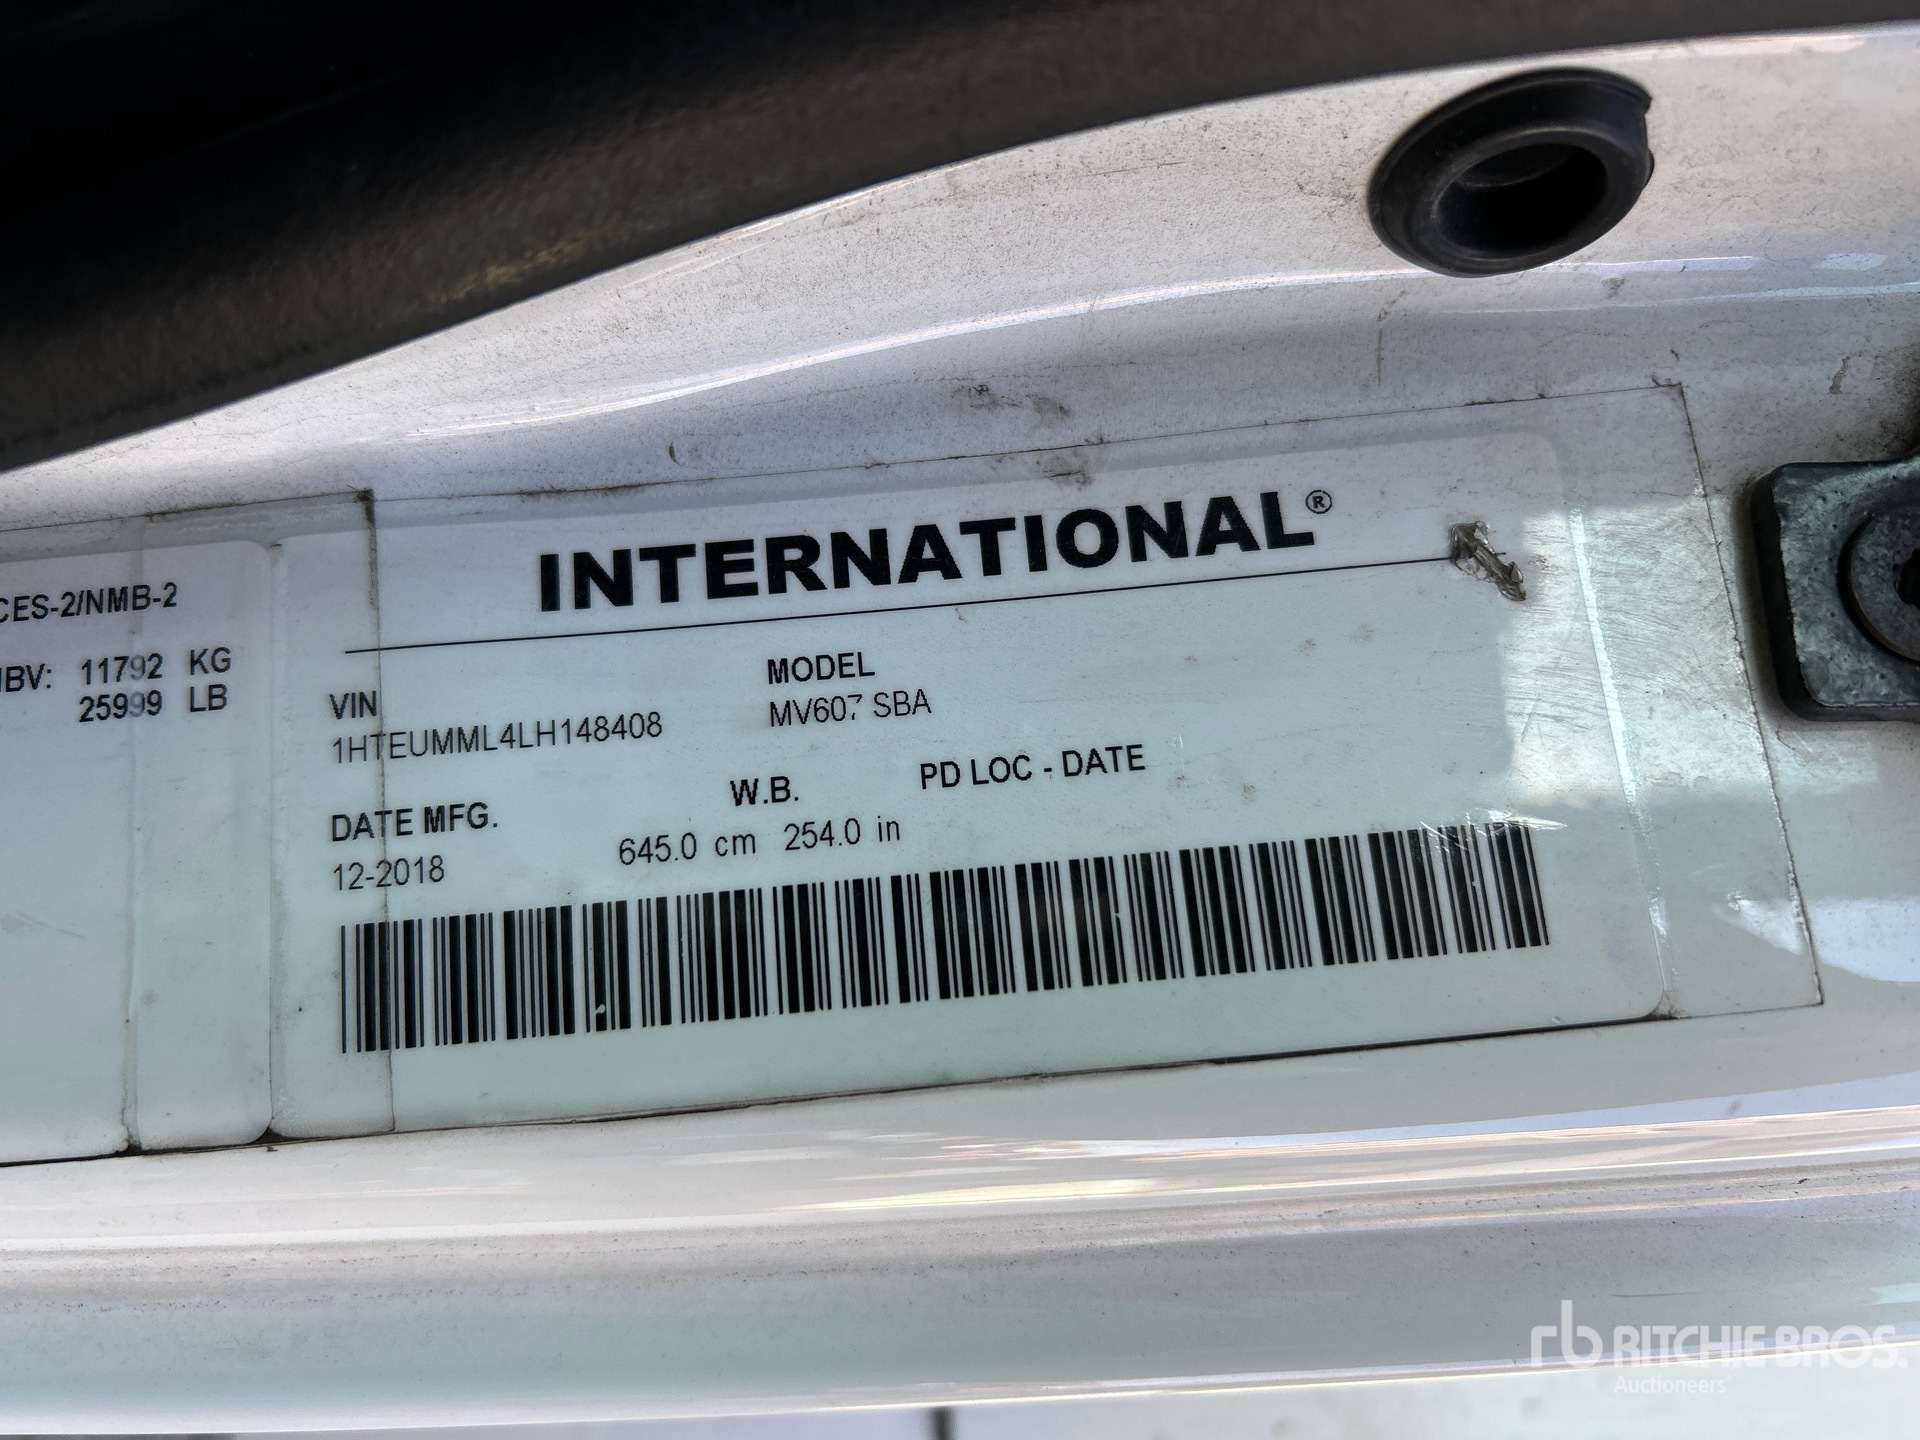 CES-2/NMB-2
BV: 11792 KG
25999 LB
INTERNATIONAL®
VIN
1HTEUMML4LH148408
MODEL
MV607 SBA
DATE MFG.
12-2018
W.B.
645.0 cm 254.0 in
PD LOC - DATE
rb RITCHIE BROS.
Auctioneers